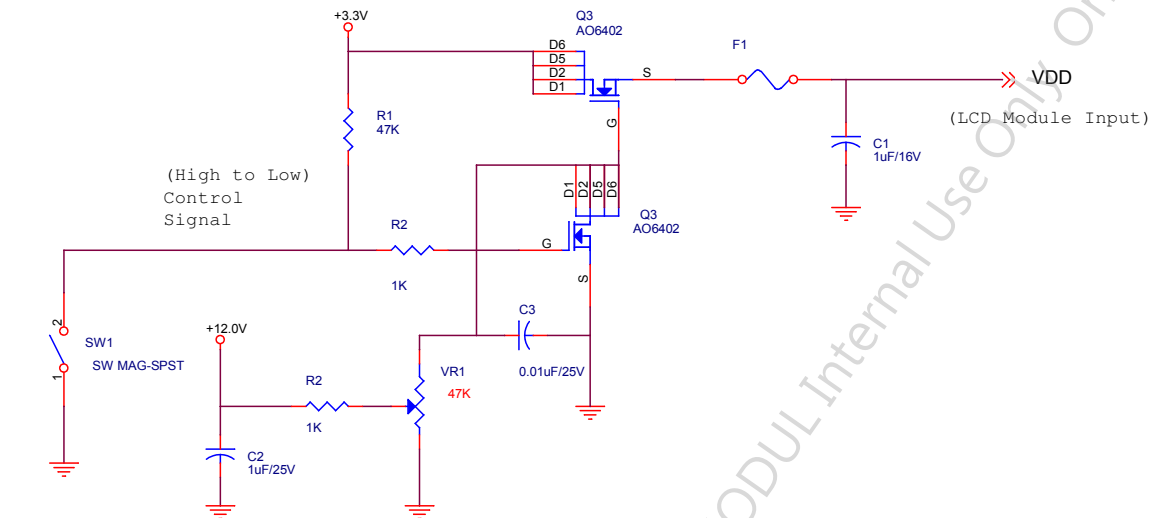 +3.3V
Q3
AO6402
D6
D5
D2
D1
S
G
F1
VDD
(LCD Module Input)
C1
1uF/16V
R1
47K
(High to Low)
Control
Signal
D1
D2
D5
D6
Q3
AO6402
G
S
R2
1K
C3
0.01uF/25V
2
SW1
SW MAG-SPST
1
+12.0V
R2
1K
VR1
47K
C2
1uF/25V
ODUL Internal Use Only. On